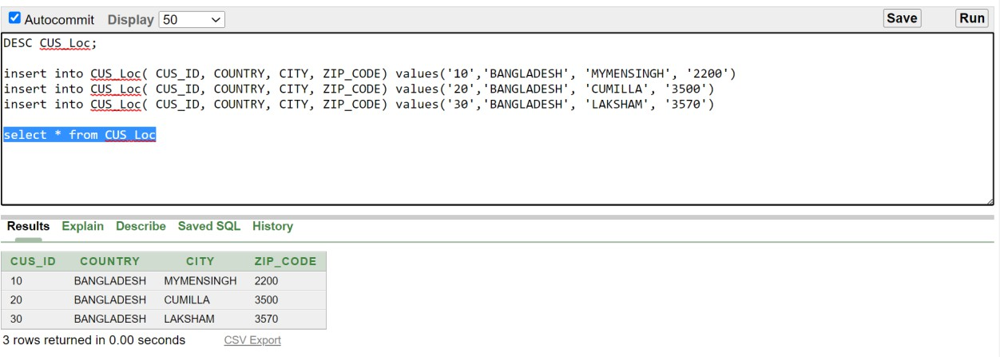 Autocommit Display 50 Save Run
DESC CUS_Loc;
insert into CUS_Loc( CUS_ID, COUNTRY, CITY, ZIP_CODE) values('10','BANGLADESH', 'MYMENSINGH', '2200')
insert into CUS_Loc( CUS_ID, COUNTRY, CITY, ZIP_CODE) values('20','BANGLADESH', 'CUMILLA', '3500')
insert into CUS_Loc( CUS_ID, COUNTRY, CITY, ZIP_CODE) values('30','BANGLADESH', 'LAKSHAM', '3570')
select * from CUS_Loc
Results Explain Describe Saved SQL History
CUS_ID COUNTRY CITY ZIP_CODE
10 BANGLADESH MYMENSINGH 2200
20 BANGLADESH CUMILLA 3500
30 BANGLADESH LAKSHAM 3570
3 rows returned in 0.00 seconds CSV Export